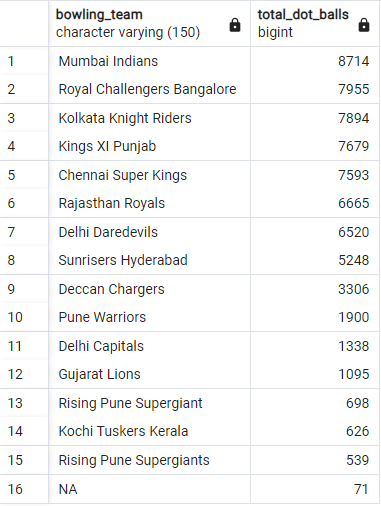 bowling_team total_dot_balls
character varying (150) bigint
1 Mumbai Indians 8714
2 Royal Challengers Bangalore 7955
3 Kolkata Knight Riders 7894
4 Kings XI Punjab 7679
5 Chennai Super Kings 7593
6 Rajasthan Royals 6665
7 Delhi Daredevils 6520
8 Sunrisers Hyderabad 5248
9 Deccan Chargers 3306
10 Pune Warriors 1900
11 Delhi Capitals 1338
12 Gujarat Lions 1095
13 Rising Pune Supergiant 698
14 Kochi Tuskers Kerala 626
15 Rising Pune Supergiants 539
16 NA 71